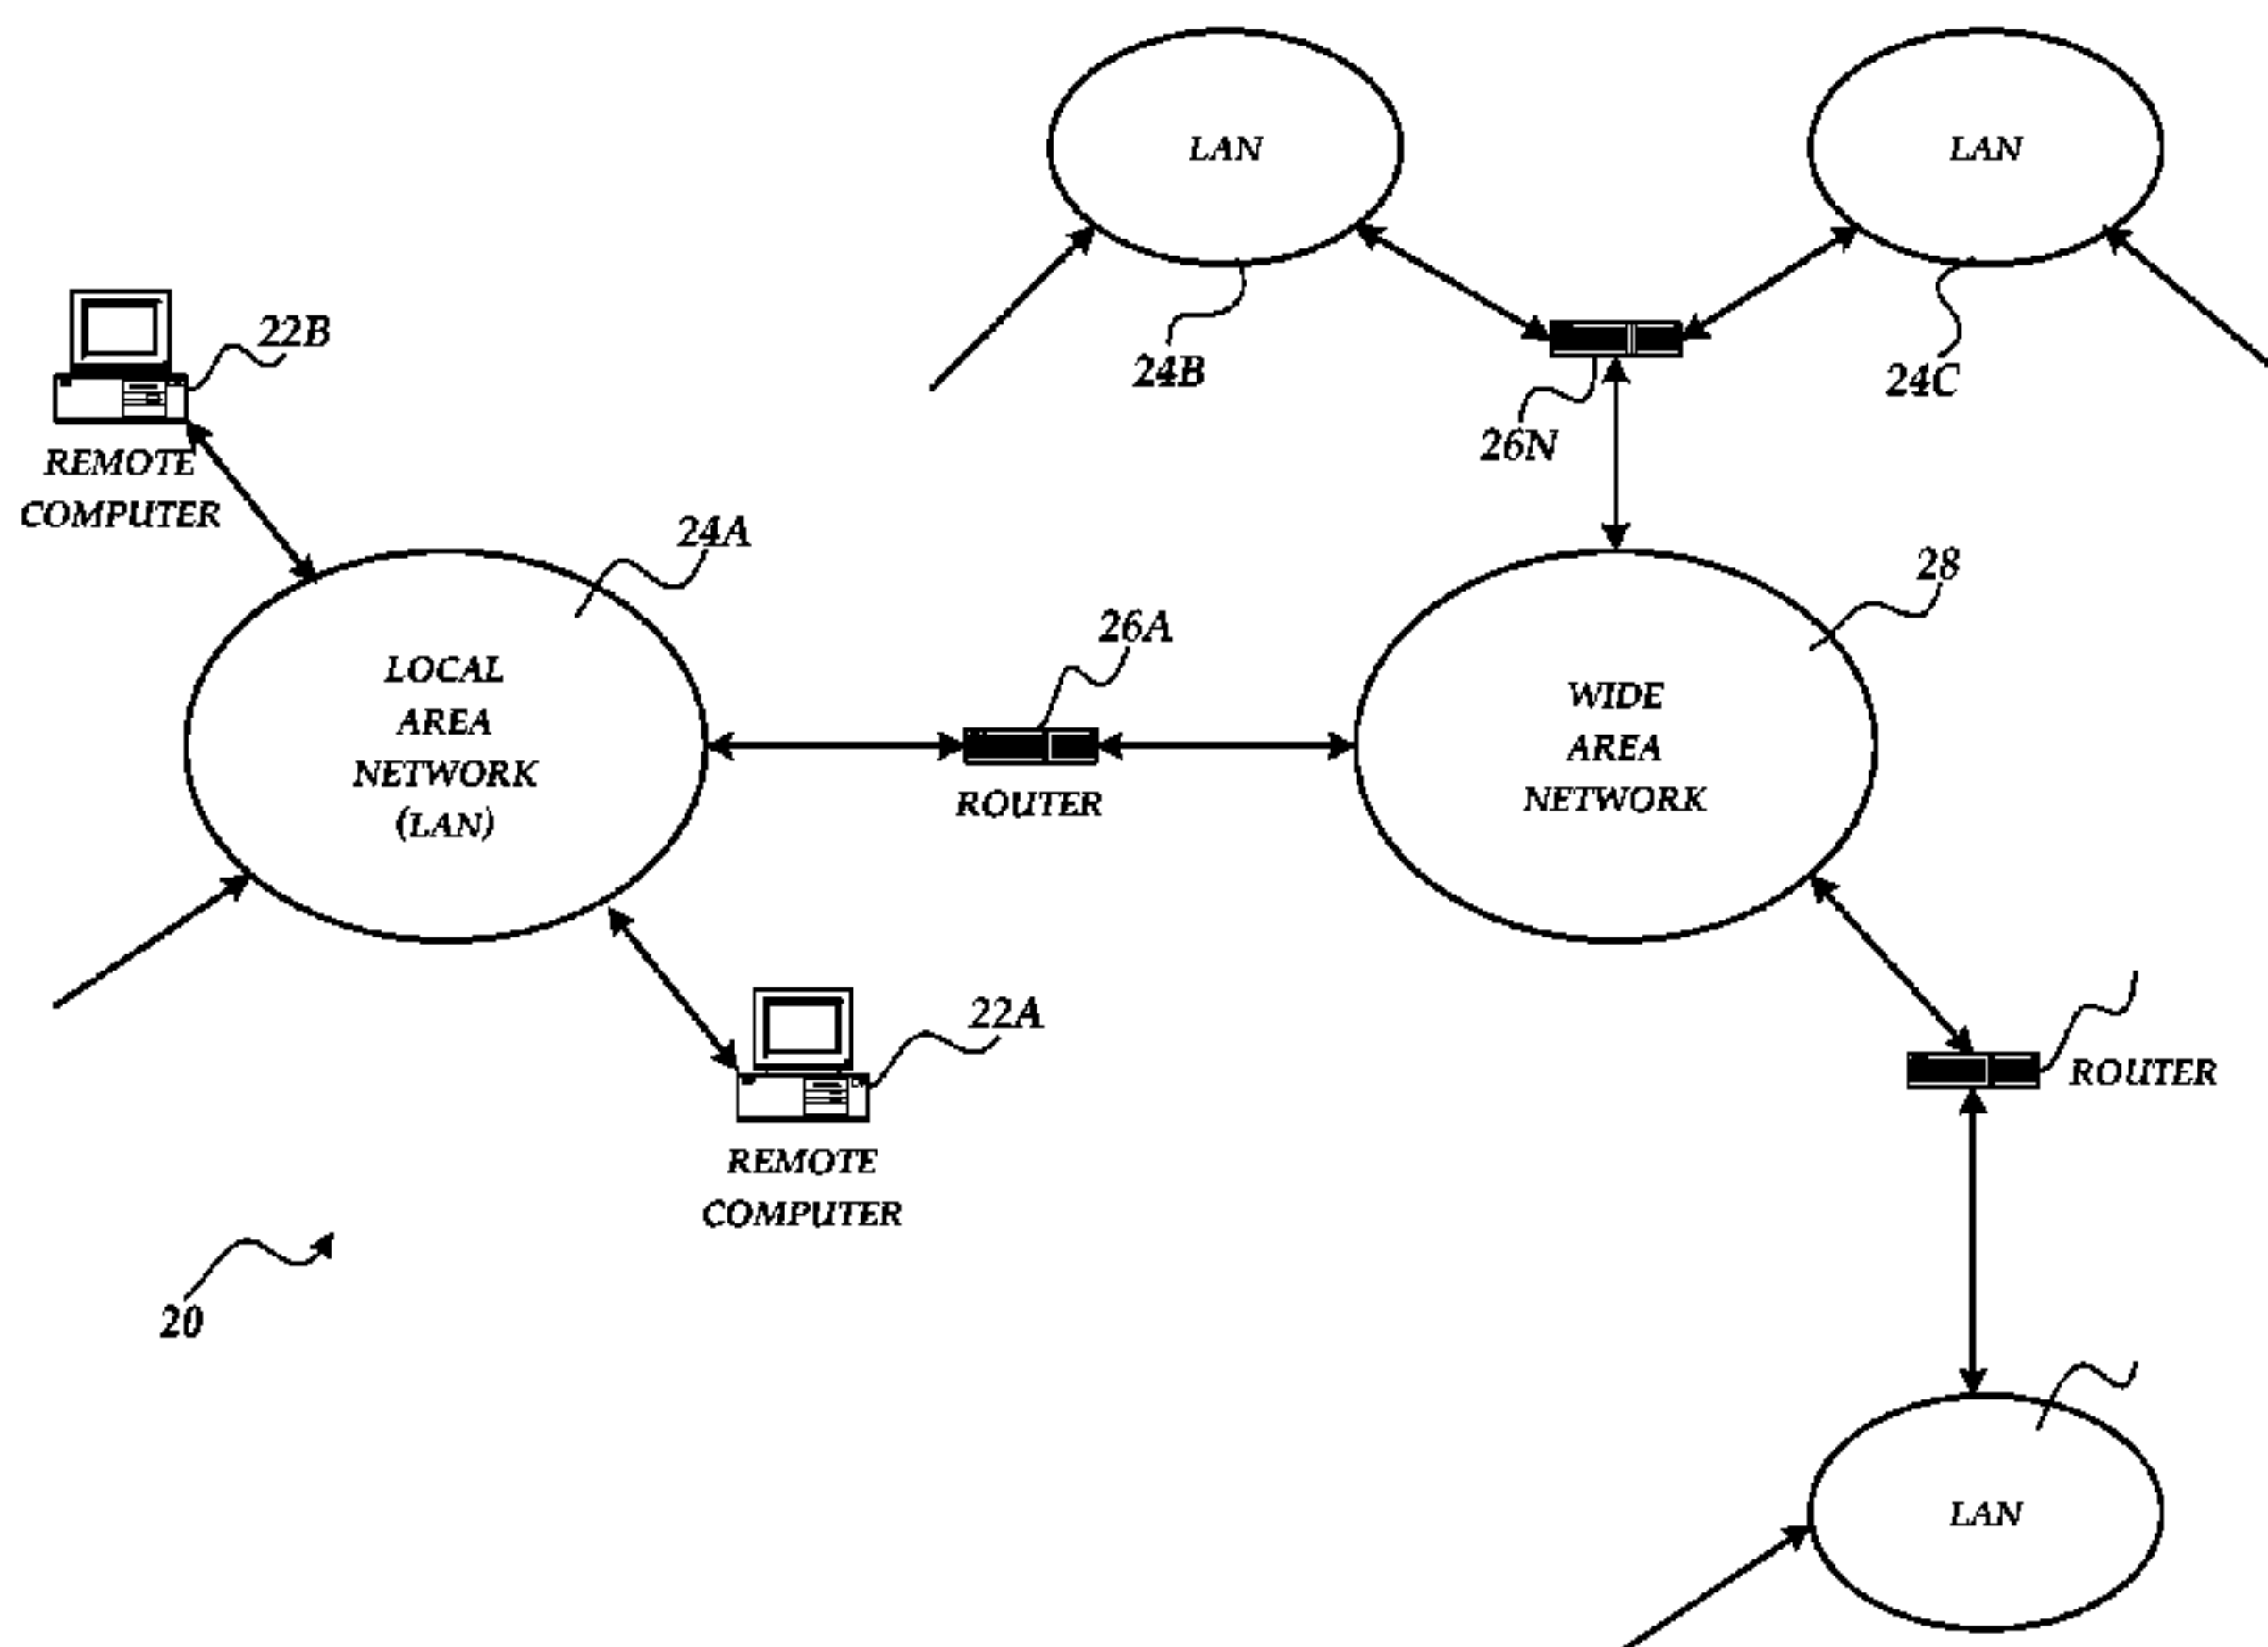 LAN
LAN
22B
24B
24C
26N
REMOTE
COMPUTER
24A
28
26A
LOCAL
AREA
NETWORK
(LAN)
WIDE
AREA
NETWORK
ROUTER
22A
ROUTER
REMOTE
COMPUTER
20
LAN